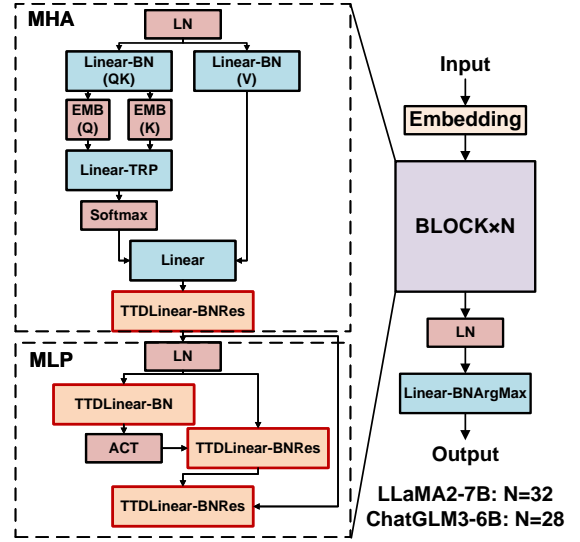 MHA
LN
Linear-BN
(QK)
Linear-BN
(V)
EMB
(Q)
EMB
(K)
Linear-TRP
Softmax
Linear
TTDLinear-BNRes
MLP
LN
TTDLinear-BN
ACT
TTDLinear-BNRes
TTDLinear-BNRes
Input
Embedding
BLOCK×N
LN
Linear-BNArgMax
Output
LLaMA2-7B: N=32
ChatGLM3-6B: N=28